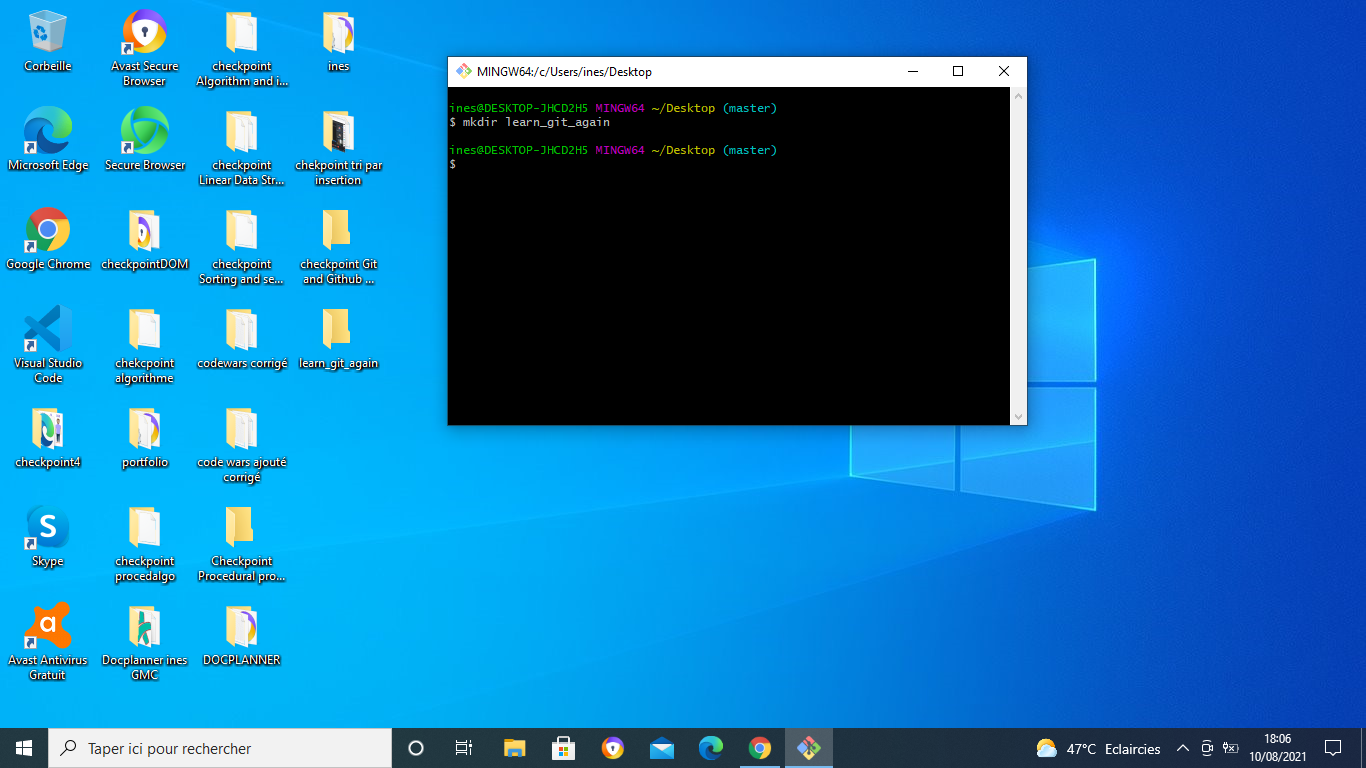 Corbeille
Avast Secure
Browser
checkpoint
Algorithm and i...
ines
Microsoft Edge
Secure Browser
checkpoint
Linear Data Str...
chekpoint tri par
insertion
Google Chrome
checkpointDOM
checkpoint
Sorting and se...
checkpoint Git
and Github ...
Visual Studio
Code
chekcpoint
algorithme
codewars corrigé
learn_git_again
checkpoint4
portfolio
code wars ajouté
corrigé
Skype
checkpoint
procedalgo
Checkpoint
Procedural pro...
Avast Antivirus
Gratuit
Docplanner ines
GMC
DOCPLANNER
MINGW64:/c/Users/ines/Desktop
ines@DESKTOP-JHCD2H5 MINGW64 ~/Desktop (master)
$ mkdir learn_git_again
ines@DESKTOP-JHCD2H5 MINGW64 ~/Desktop (master)
$
Taper ici pour rechercher
47°C Eclaircies
18:06
10/08/2021